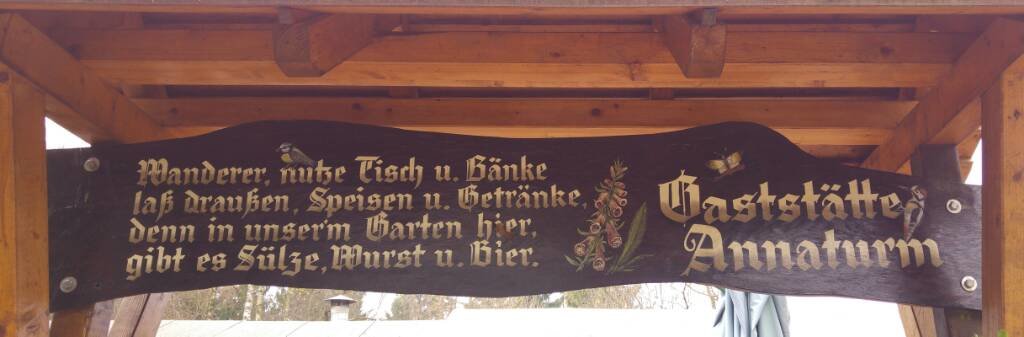 Wanderer, nutze Tisch u. Bänke
laß draußen, Speisen u. Getränke,
denn in unser'm Garten hier,
gibt es Sülze, Wurst u. Bier.
Gaststätte
Annaturm